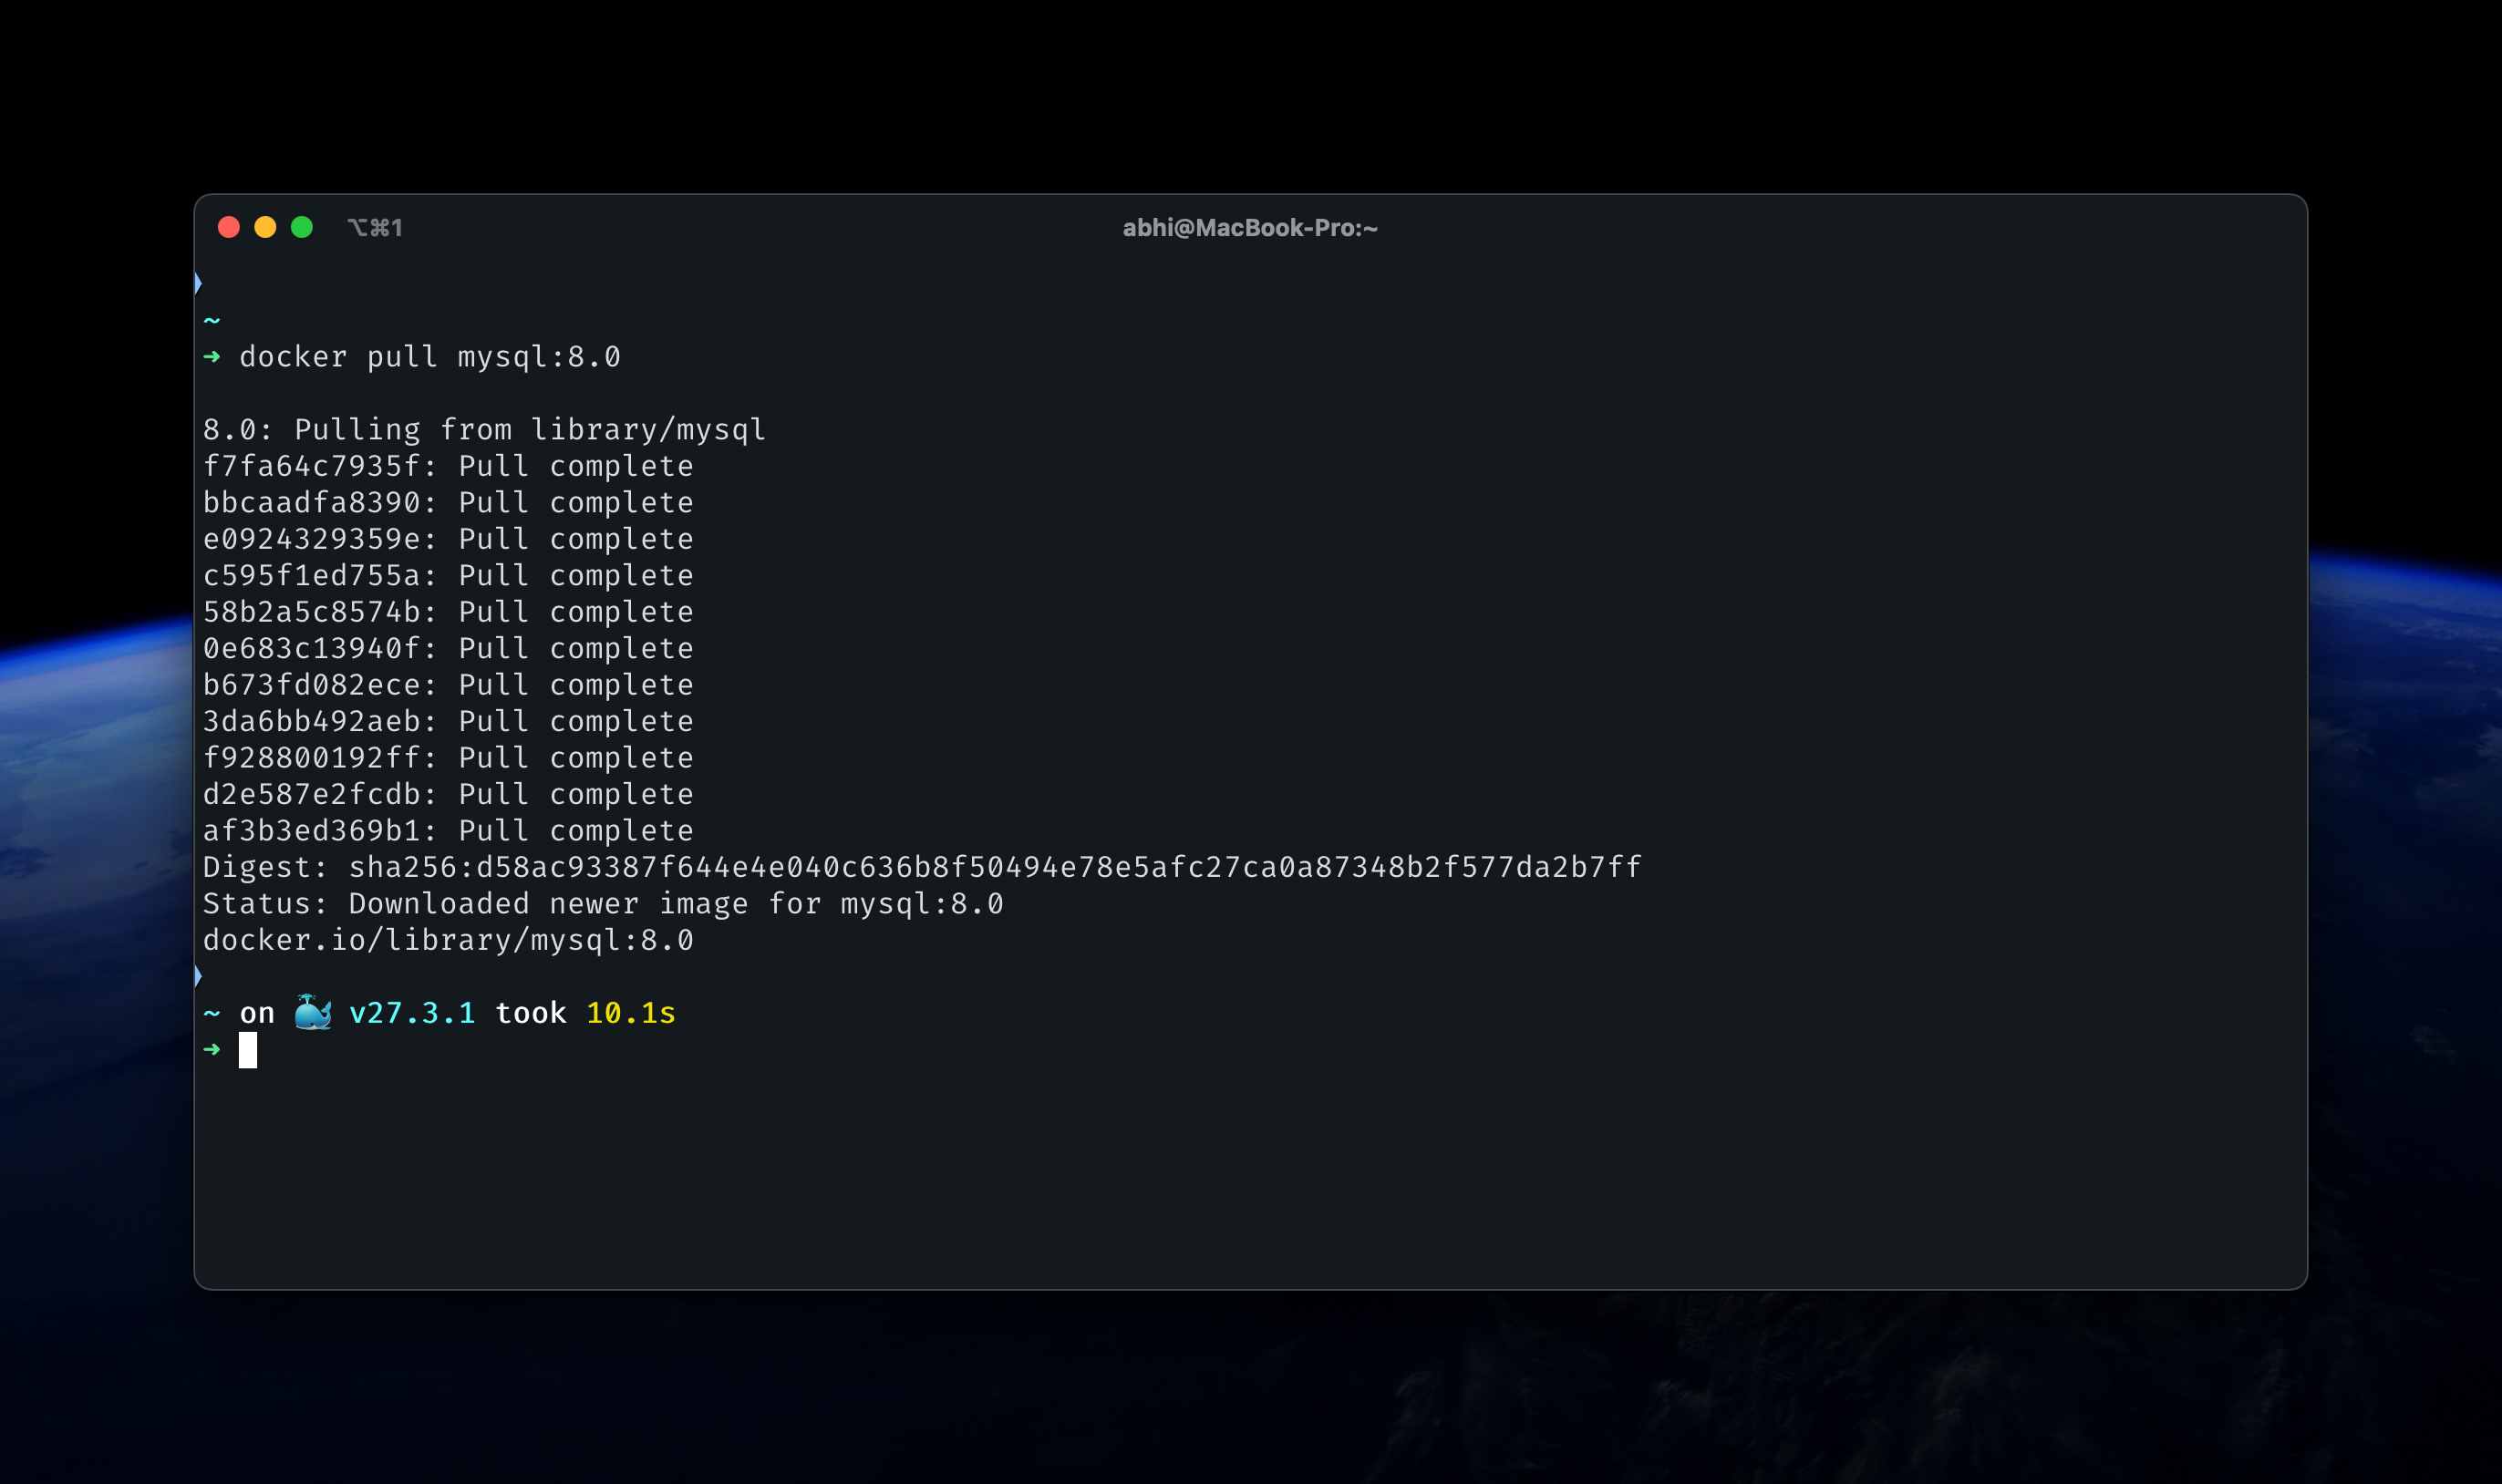 ⌥⌘1
abhi@MacBook-Pro:~
~
➜ docker pull mysql:8.0
8.0: Pulling from library/mysql
f7fa64c7935f: Pull complete
bbcaadfa8390: Pull complete
e0924329359e: Pull complete
c595f1ed755a: Pull complete
58b2a5c8574b: Pull complete
0e683c13940f: Pull complete
b673fd082ece: Pull complete
3da6bb492aeb: Pull complete
f928800192ff: Pull complete
d2e587e2fcdb: Pull complete
af3b3ed369b1: Pull complete
Digest: sha256:d58ac93387f644e4e040c636b8f50494e78e5afc27ca0a87348b2f577da2b7ff
Status: Downloaded newer image for mysql:8.0
docker.io/library/mysql:8.0
~ on 🐳 v27.3.1 took 10.1s
➜